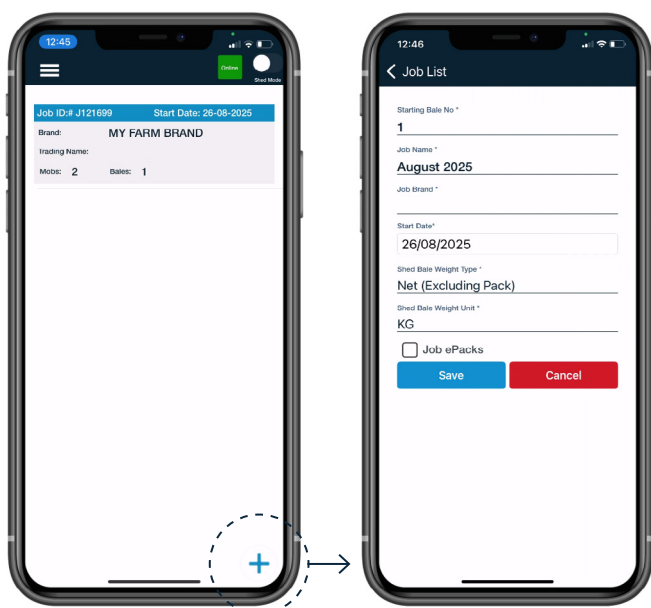 12:45
Online
Shed Mode
Job ID:# J121699 Start Date: 26-08-2025
Brand: MY FARM BRAND
Trading Name:
Mobs: 2 Bales: 1
+
12:46
Job List
Starting Bale No *
1
Job Name *
August 2025
Job Brand *
Start Date*
26/08/2025
Shed Bale Weight Type *
Net (Excluding Pack)
Shed Bale Weight Unit *
KG
Job ePacks
Save Cancel